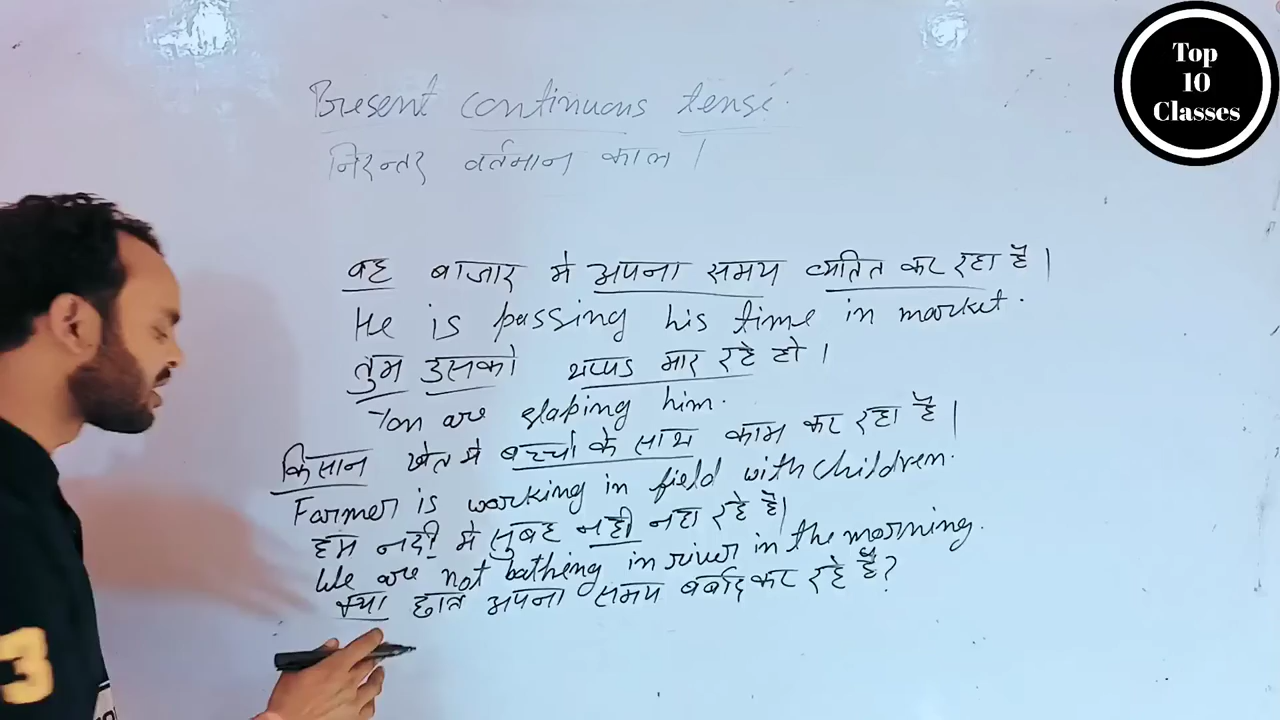 Present continuous tense.
निरन्तर वर्तमान काल।
वह बाजार मे अपना समय व्यतित कर रहा है।
He is passing his time in market.
तुम उसको थप्पड मार रहे हो।
You are slaping him.
किसान खेत मे बच्चो के साथ काम कर रहा है।
Farmer is working in field with children.
हम नदी मे सुबह नही नहा रहे है।
We are not bathing in river in the morning.
क्या छात्र अपना समय बर्बाद कर रहे हैं?
Top
10
Classes
3